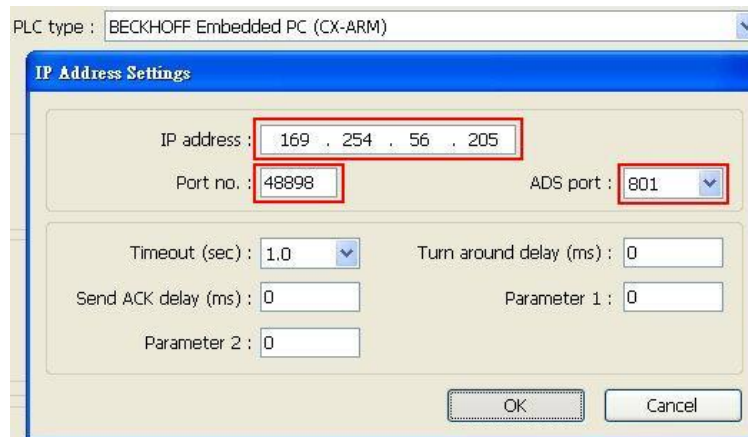 PLC type : BECKHOFF Embedded PC (CX-ARM)
IP Address Settings
IP address : 169 . 254 . 56 . 205
Port no. : 48898 ADS port : 801
Timeout (sec) : 1.0 Turn around delay (ms) : 0
Send ACK delay (ms) : 0 Parameter 1 : 0
Parameter 2 : 0
OK Cancel